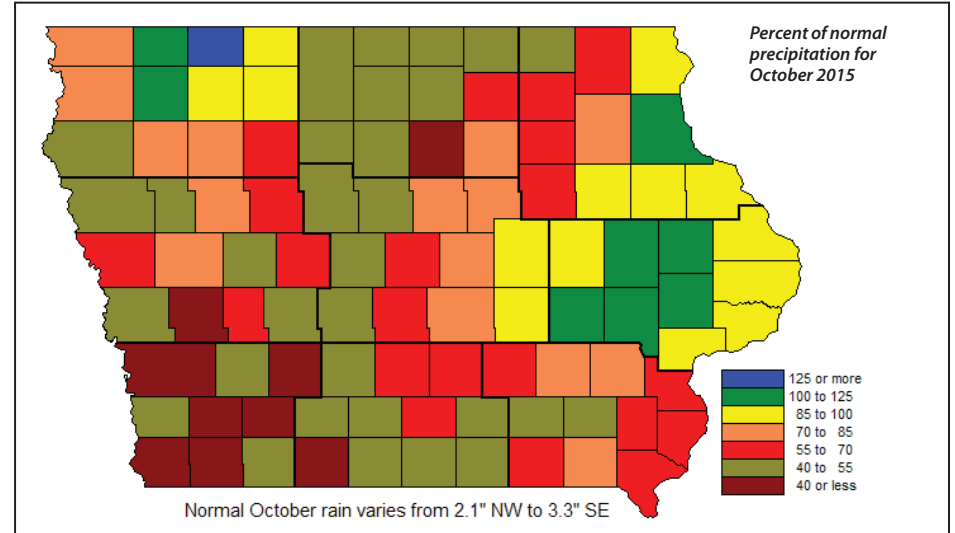 Percent of normal
precipitation for
October 2015
125 or more
100 to 125
85 to 100
70 to 85
55 to 70
40 to 55
40 or less
Normal October rain varies from 2.1" NW to 3.3" SE